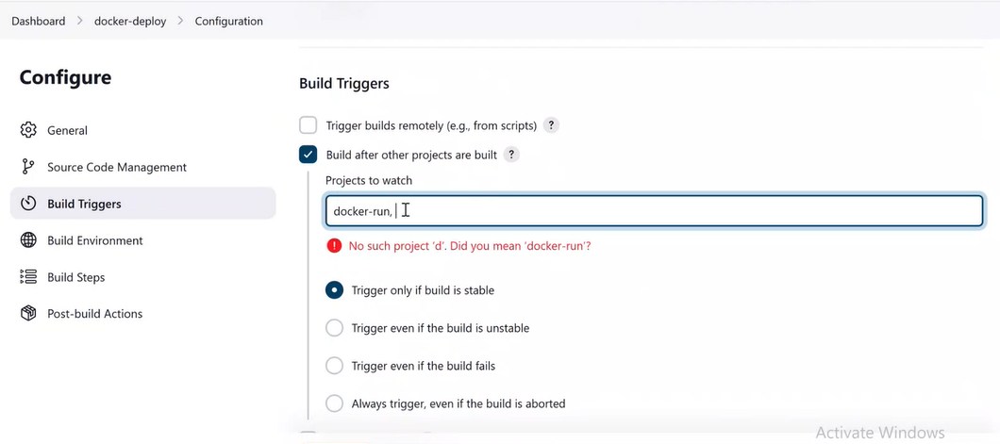 Dashboard > docker-deploy > Configuration
Configure
General
Source Code Management
Build Triggers
Build Environment
Build Steps
Post-build Actions
Build Triggers
Trigger builds remotely (e.g., from scripts) ?
Build after other projects are built ?
Projects to watch
docker-run,
! No such project ‘d’. Did you mean ‘docker-run’?
Trigger only if build is stable
Trigger even if the build is unstable
Trigger even if the build fails
Always trigger, even if the build is aborted
Activate Windows